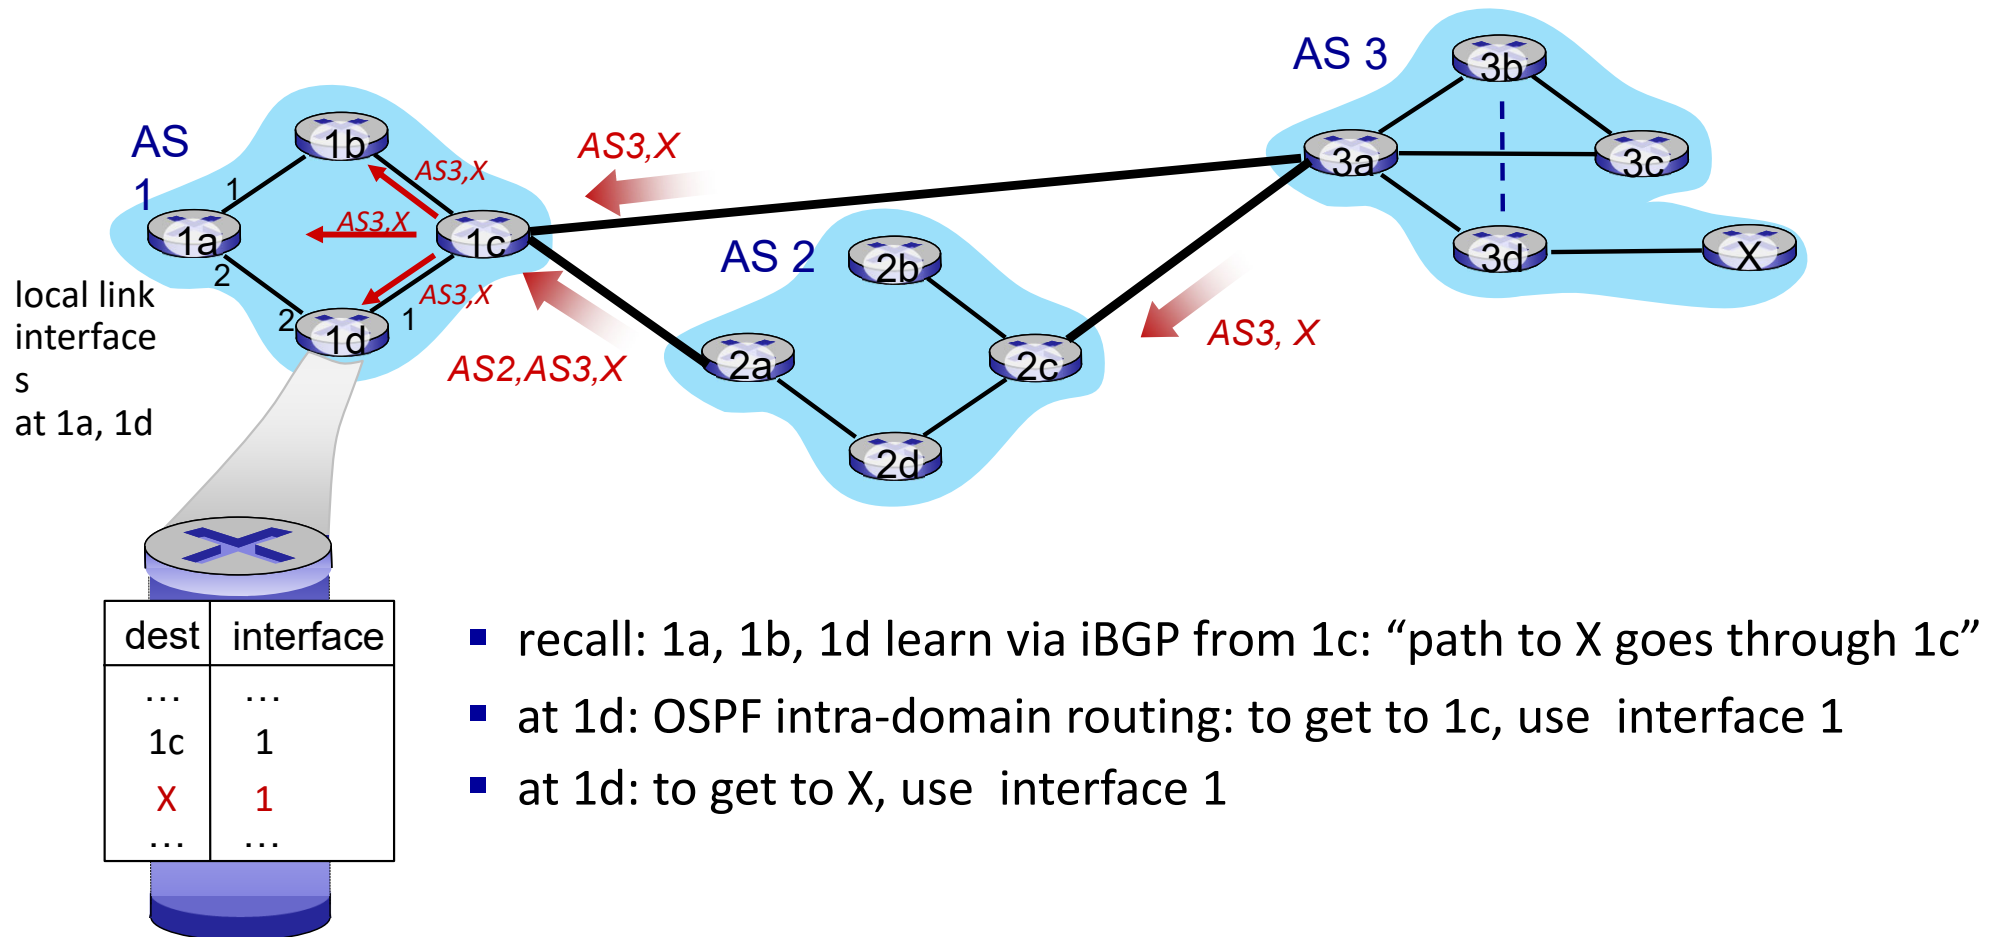 AS 3
3b
3a
3c
3d
X
AS
1
1b
1
1a
2
1c
2
1
1d
AS3,X
AS3,X
AS3,X
AS3,X
AS2,AS3,X
AS3, X
AS 2
2b
2a
2c
2d
local link
interface
s
at 1a, 1d
dest interface
... ...
1c 1
X 1
... ...
▪ recall: 1a, 1b, 1d learn via iBGP from 1c: “path to X goes through 1c”
▪ at 1d: OSPF intra-domain routing: to get to 1c, use interface 1
▪ at 1d: to get to X, use interface 1